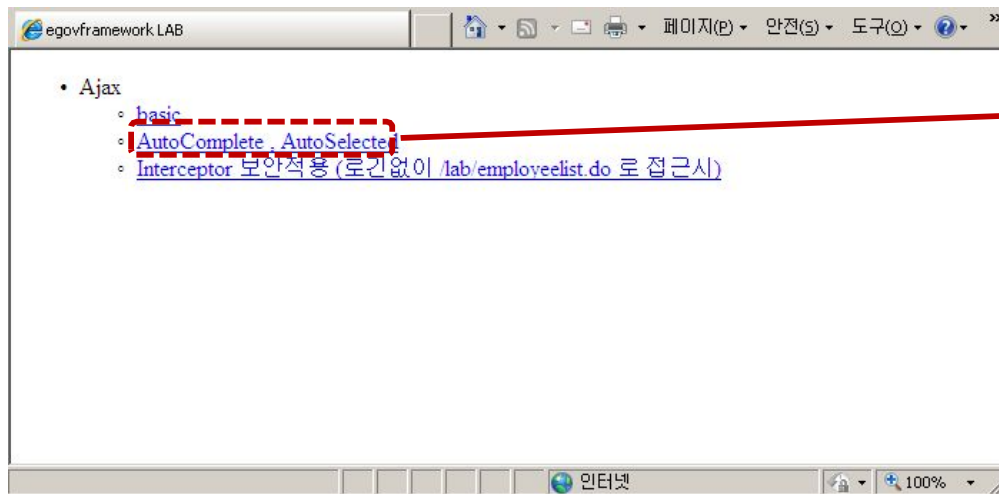 egovframework LAB
페이지(P) 안전(S) 도구(O) »
• Ajax
◦ basic
◦ AutoComplete , AutoSelected
◦ Interceptor 보안적용 (로긴없이 /lab/employeelist.do 로 접근시)
인터넷 100%